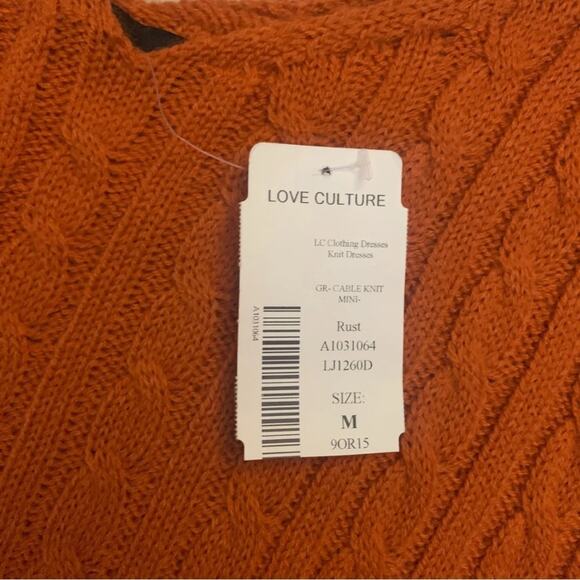 LOVE CULTURE
LC Clothing Dresses
Knit Dresses
GR- CABLE KNIT
MINI-
Rust
A1031064
LJ1260D
SIZE:
M
9OR15
A1031064